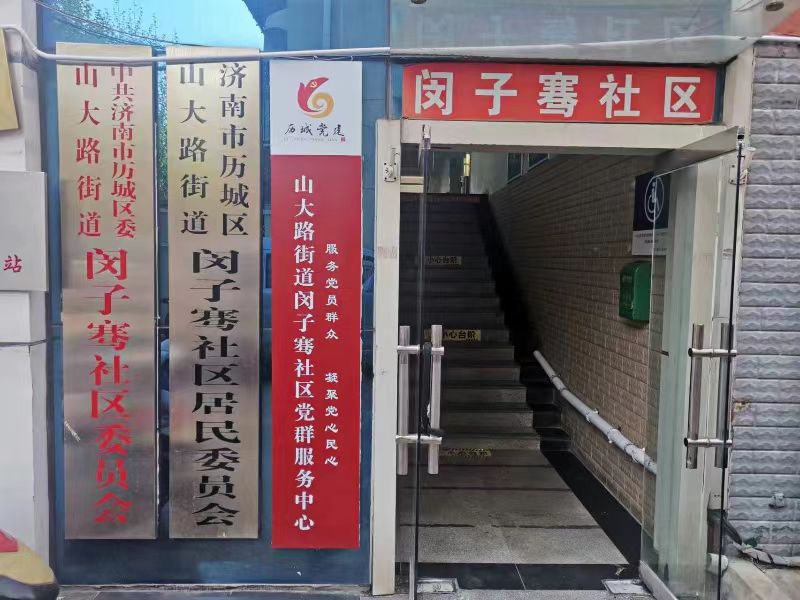 中共济南市历城区委
山大路街道
闵子骞社区委员会
济南市历城区
山大路街道
闵子骞社区居民委员会
历城党建
山大路街道闵子骞社区党群服务中心
服务党员群众 凝聚党心民心
闵子骞社区
小心台阶
小心台阶
站